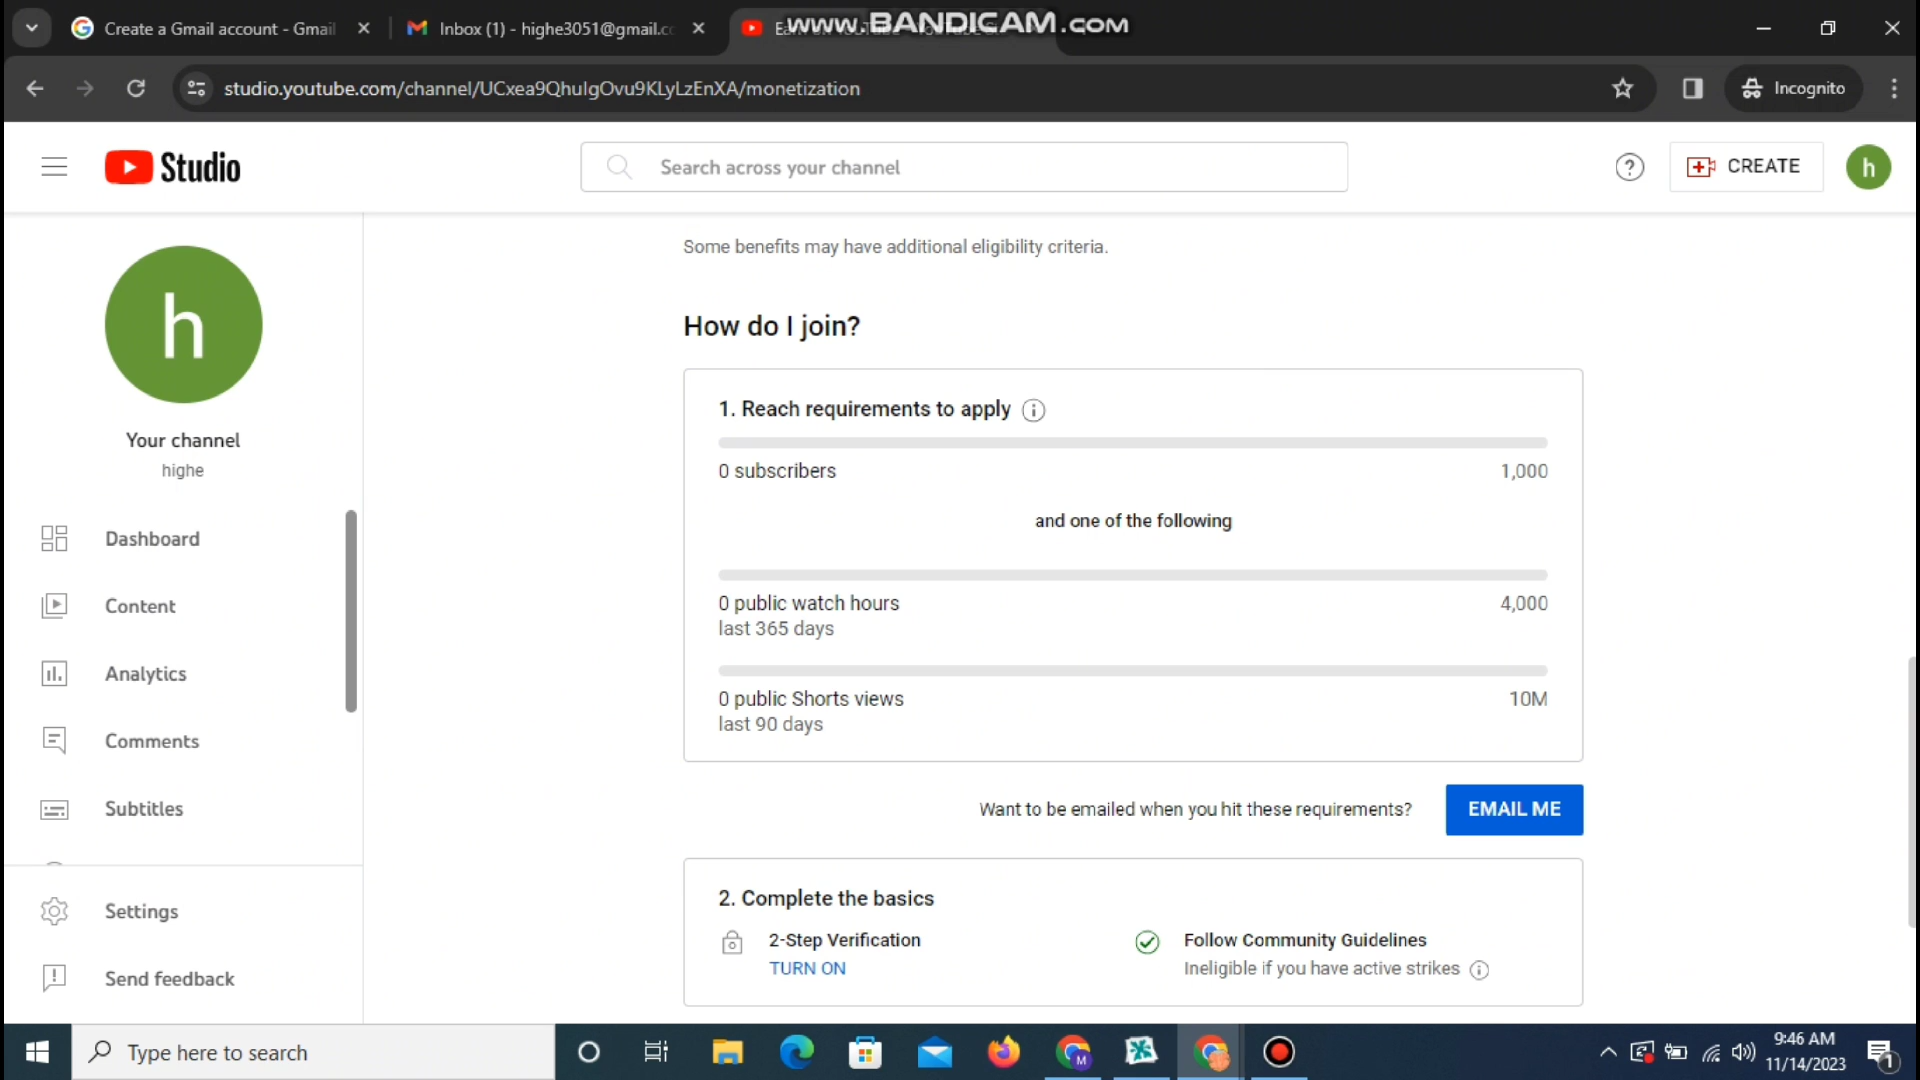 www.BANDICAM.com
Create a Gmail account - Gmail
Inbox (1) - highe3051@gmail.cc
studio.youtube.com/channel/UCxea9QhuIgOvu9KLyLzEnXA/monetization
Incognito
Studio
Search across your channel
CREATE
h
h
Your channel
highe
Dashboard
Content
Analytics
Comments
Subtitles
Settings
Send feedback
Some benefits may have additional eligibility criteria.
How do I join?
1. Reach requirements to apply
0 subscribers 1,000
and one of the following
0 public watch hours 4,000
last 365 days
0 public Shorts views 10M
last 90 days
Want to be emailed when you hit these requirements? EMAIL ME
2. Complete the basics
2-Step Verification
TURN ON
Follow Community Guidelines
Ineligible if you have active strikes
Type here to search
M
9:46 AM
11/14/2023
1